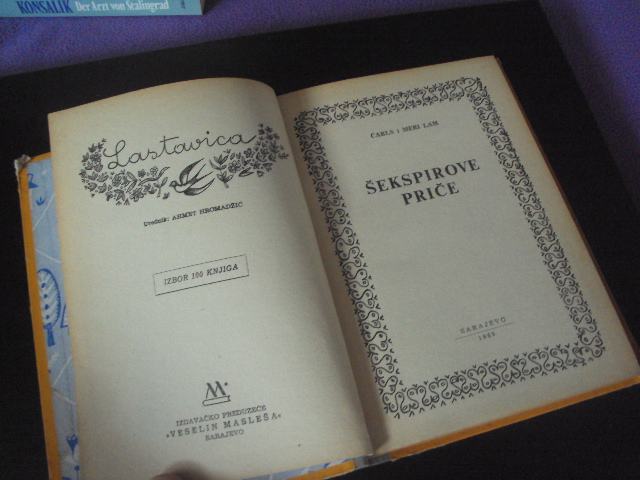 KONSALIK Der Arzt von Stalingrad
Lastavica
Urednik: AHMET HROMADŽIĆ
IZBOR 100 KNJIGA
IZDAVAČKO PREDUZEĆE
»VESELIN MASLEŠA«
SARAJEVO
ČARLS i MERI LAM
ŠEKSPIROVE
PRIČE
SARAJEVO